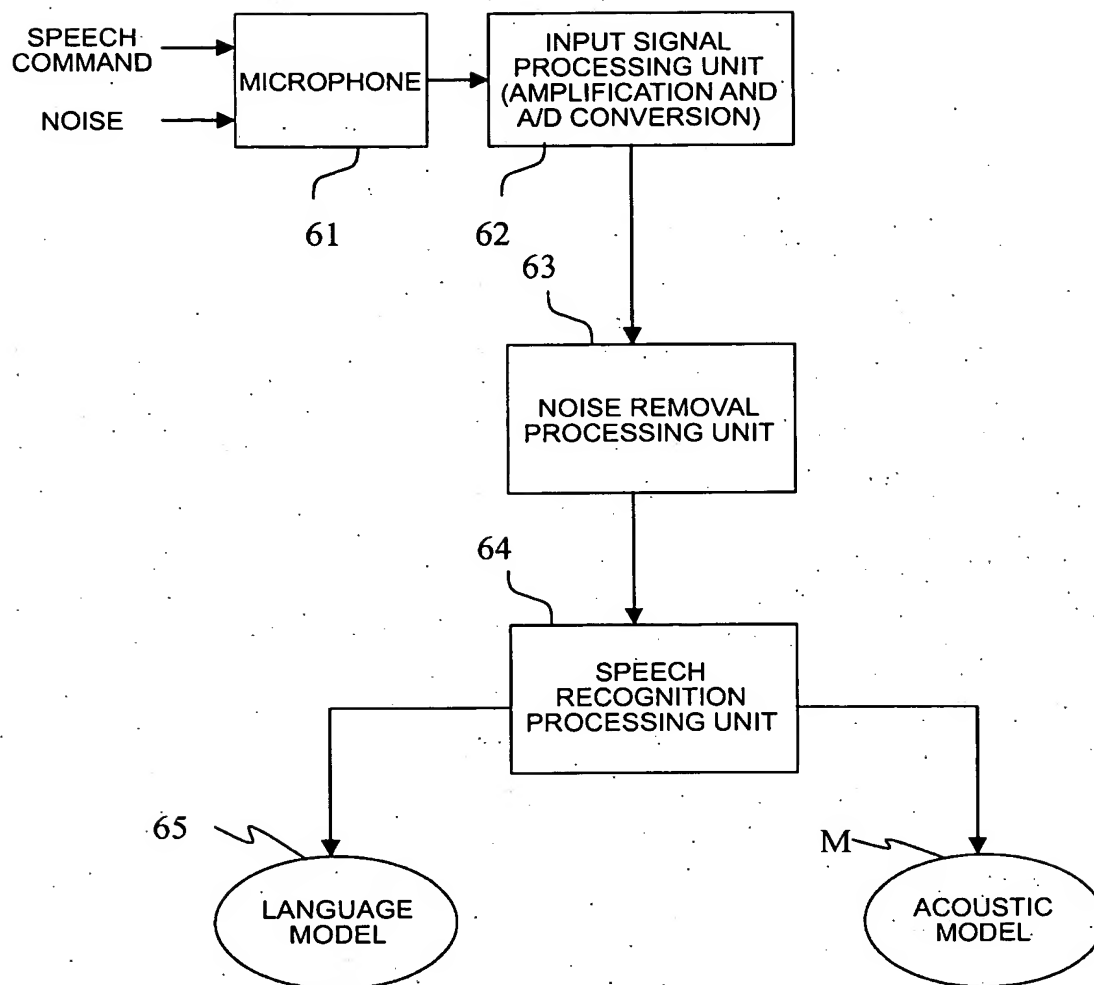 SPEECH
COMMAND
NOISE
MICROPHONE
61
INPUT SIGNAL
PROCESSING UNIT
(AMPLIFICATION AND
A/D CONVERSION)
62
63
NOISE REMOVAL
PROCESSING UNIT
64
SPEECH
RECOGNITION
PROCESSING UNIT
65
LANGUAGE
MODEL
M
ACOUSTIC
MODEL